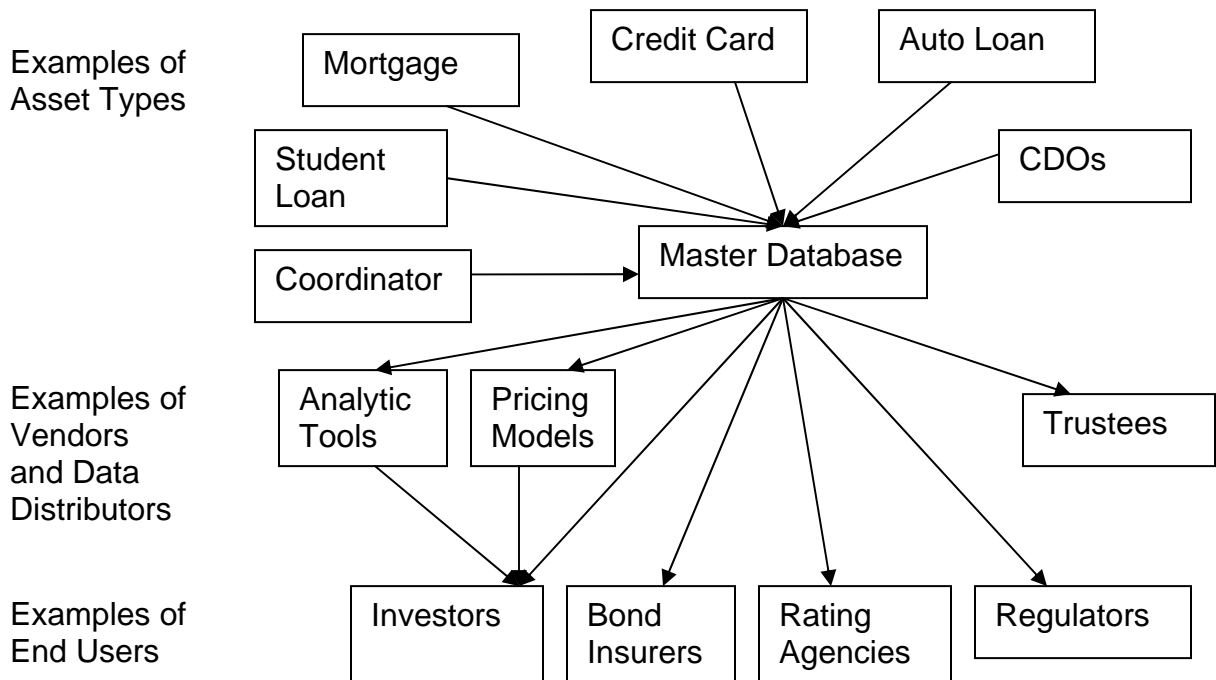 Examples of
Asset Types
Mortgage
Credit Card
Auto Loan
Student
Loan
CDOs
Coordinator
Master Database
Examples of
Vendors
and Data
Distributors
Analytic
Tools
Pricing
Models
Trustees
Examples of
End Users
Investors
Bond
Insurers
Rating
Agencies
Regulators